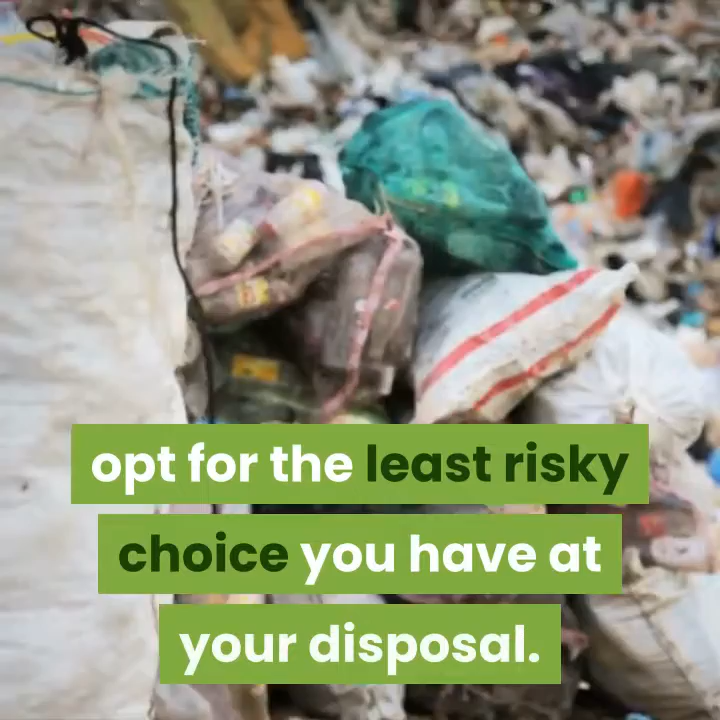 opt for the least risky
choice you have at
your disposal.